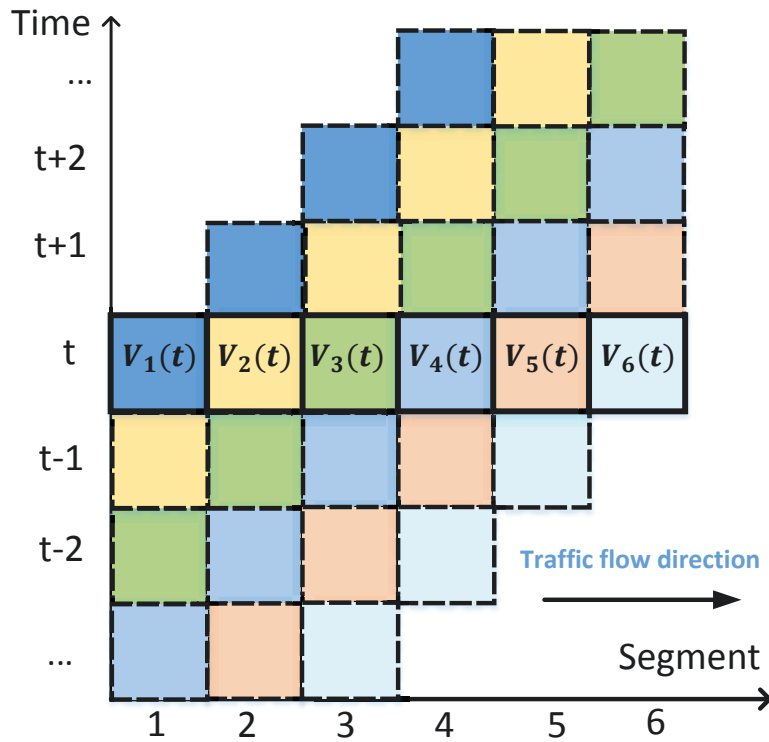 Time
...
t+2
t+1
t
V₁(t) V₂(t) V₃(t) V₄(t) V₅(t) V₆(t)
t-1
t-2
Traffic flow direction
...
Segment
1 2 3 4 5 6